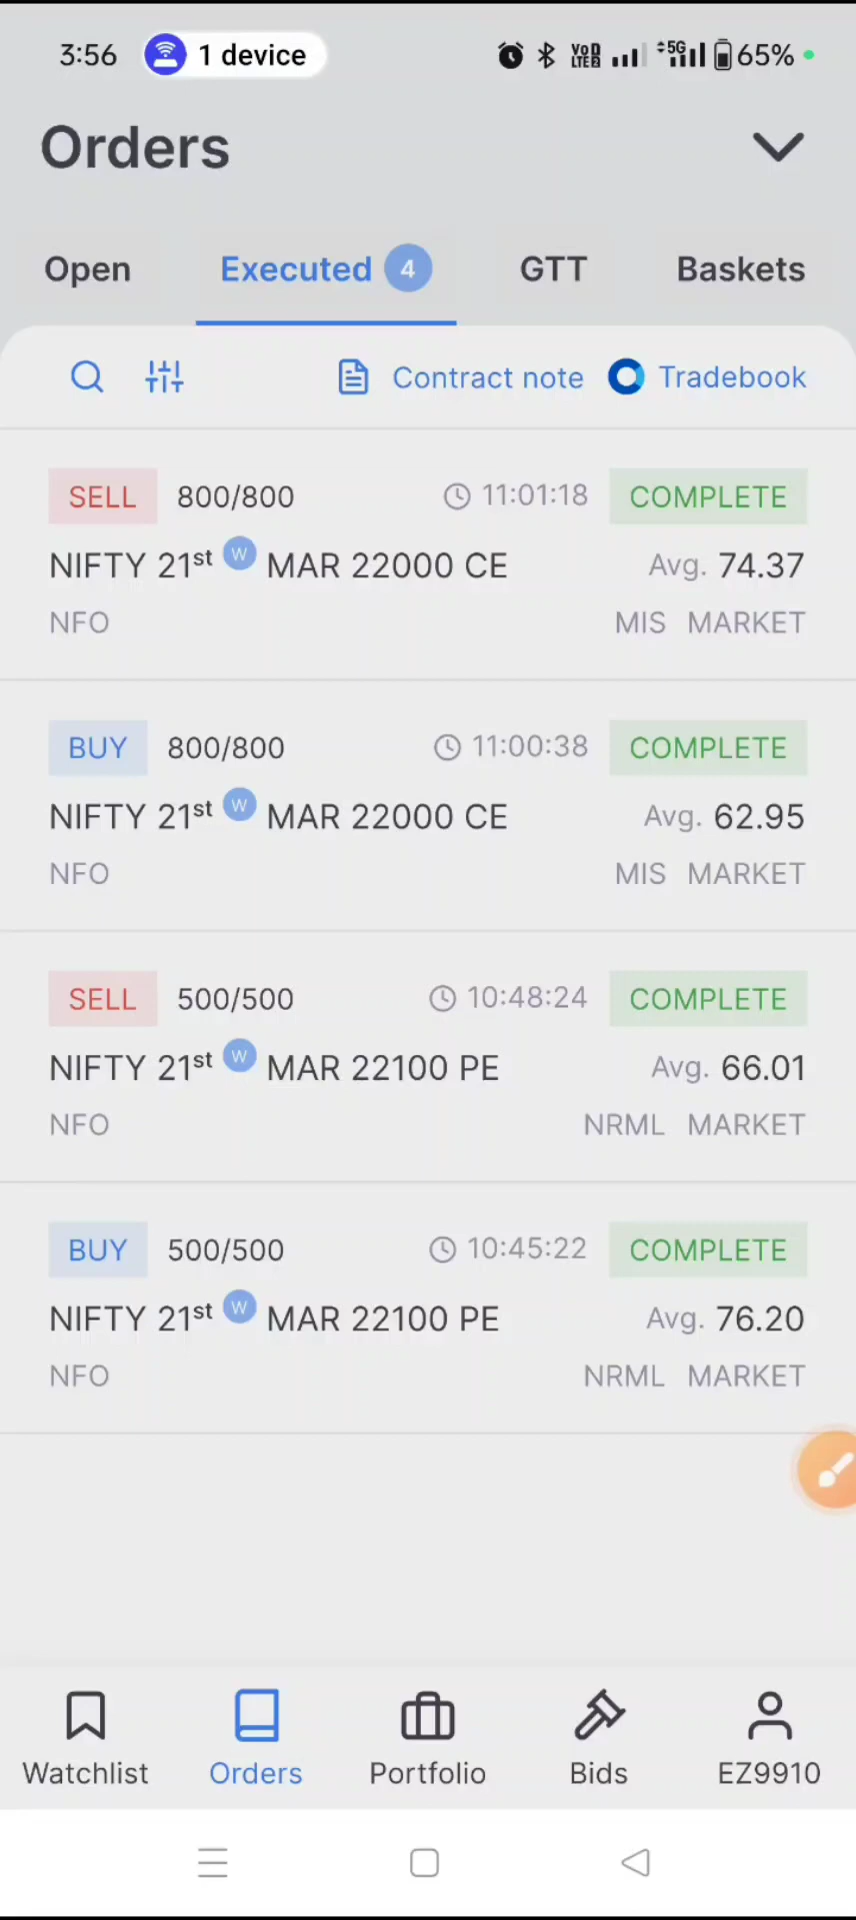 3:56 1 device VoD LTE2 5G 65%
Orders
Open Executed 4 GTT Baskets
Contract note Tradebook
SELL 800/800 11:01:18 COMPLETE
NIFTY 21st W MAR 22000 CE Avg. 74.37
NFO MIS MARKET
BUY 800/800 11:00:38 COMPLETE
NIFTY 21st W MAR 22000 CE Avg. 62.95
NFO MIS MARKET
SELL 500/500 10:48:24 COMPLETE
NIFTY 21st W MAR 22100 PE Avg. 66.01
NFO NRML MARKET
BUY 500/500 10:45:22 COMPLETE
NIFTY 21st W MAR 22100 PE Avg. 76.20
NFO NRML MARKET
Watchlist Orders Portfolio Bids EZ9910